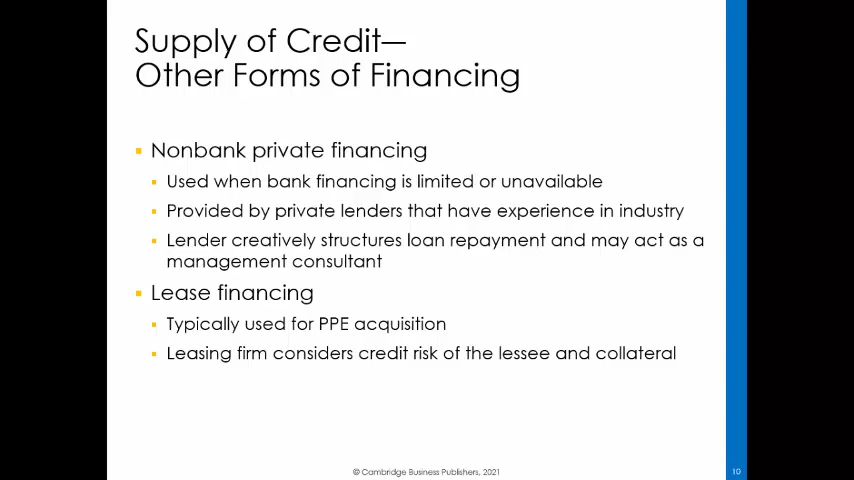 Supply of Credit—
Other Forms of Financing
Nonbank private financing
Used when bank financing is limited or unavailable
Provided by private lenders that have experience in industry
Lender creatively structures loan repayment and may act as a
management consultant
Lease financing
Typically used for PPE acquisition
Leasing firm considers credit risk of the lessee and collateral
© Cambridge Business Publishers, 2021
10